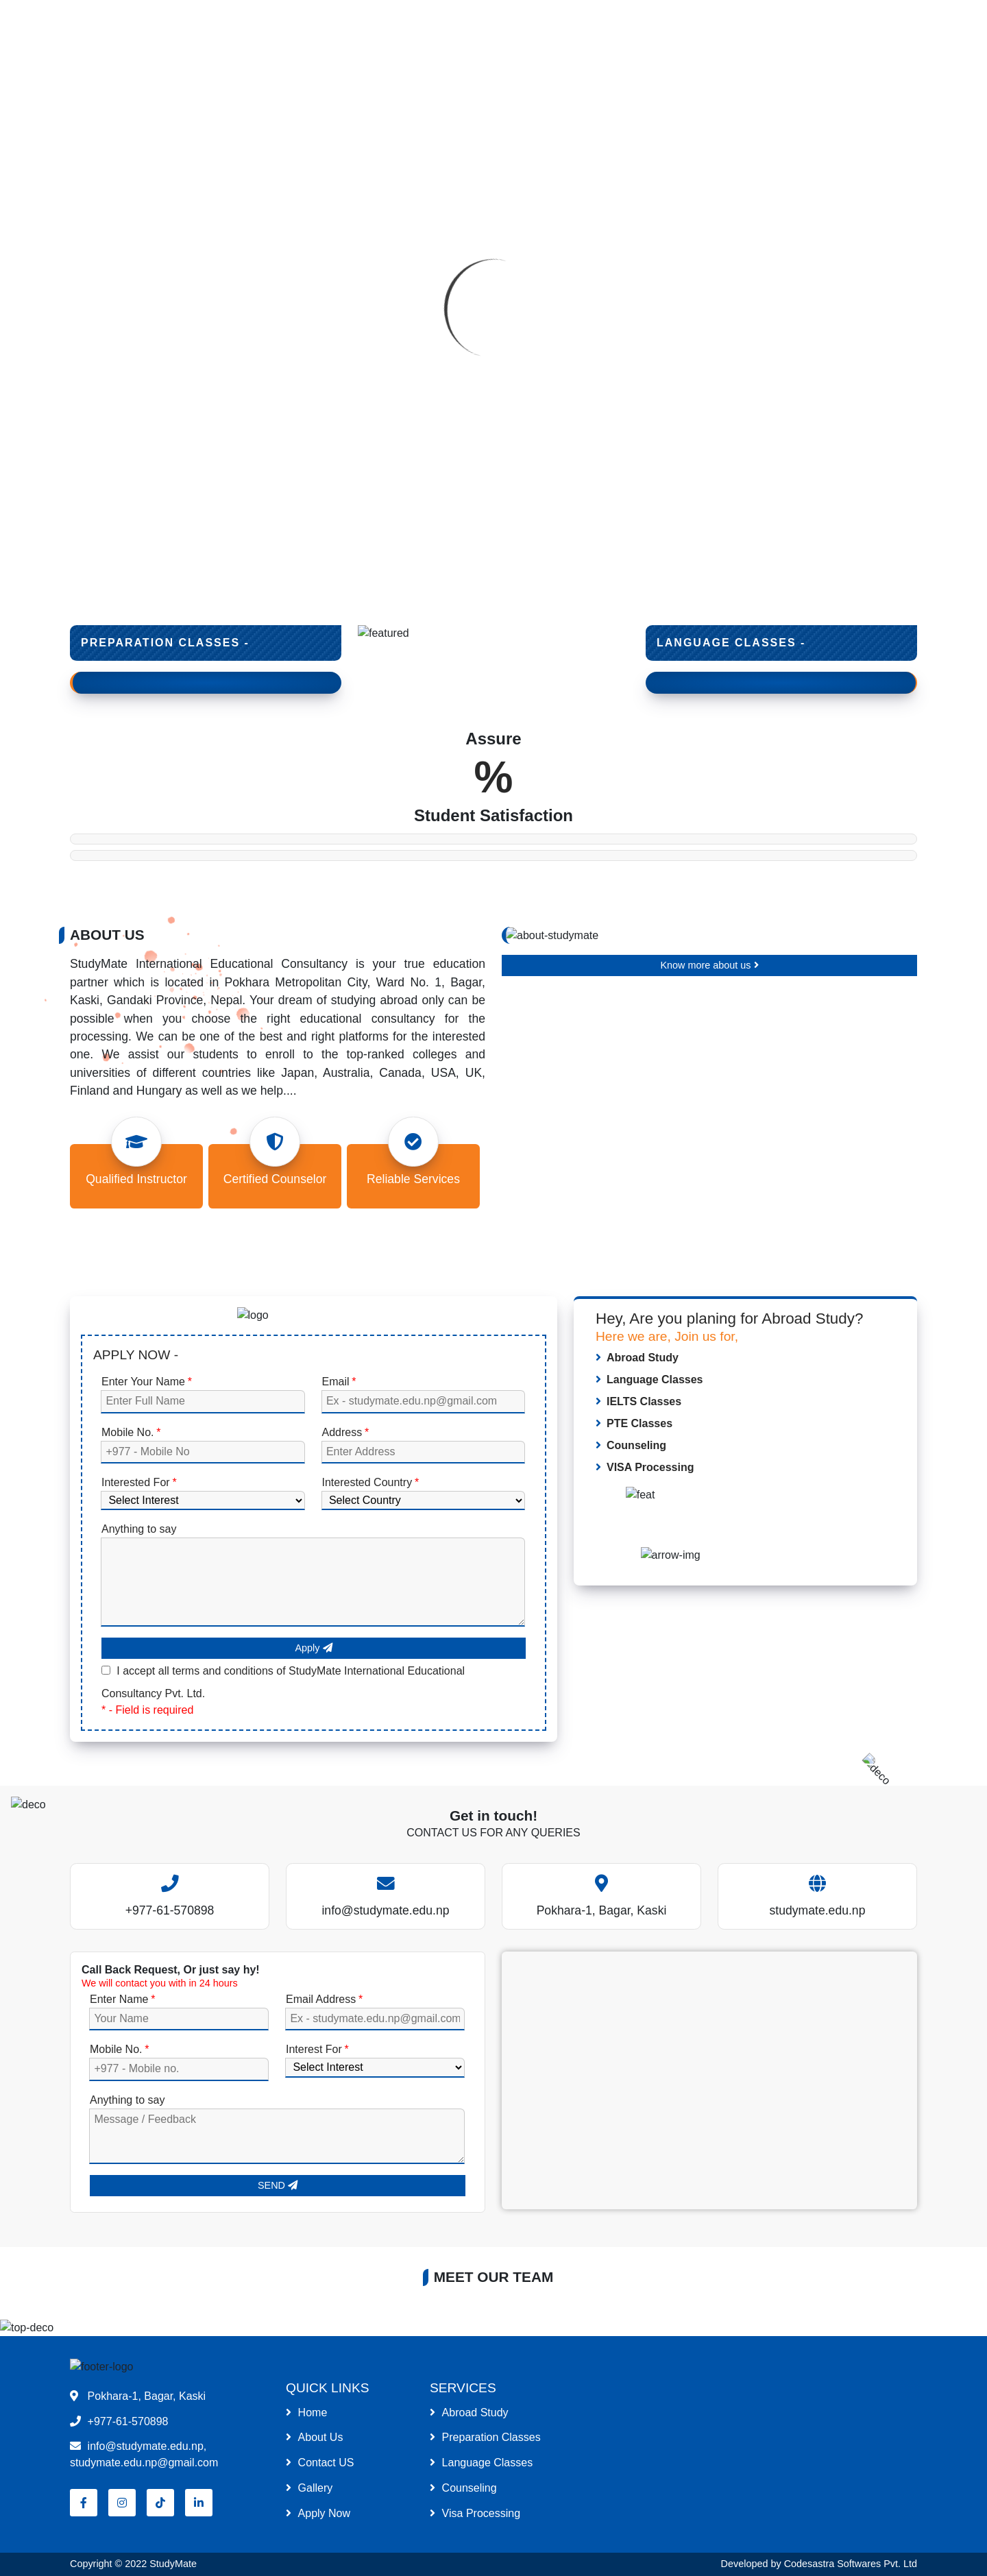 PREPARATION CLASSES -
featured
LANGUAGE CLASSES -
Assure
%
Student Satisfaction
ABOUT US
StudyMate International Educational Consultancy is your true education
partner which is located in Pokhara Metropolitan City, Ward No. 1, Bagar,
Kaski, Gandaki Province, Nepal. Your dream of studying abroad only can be
possible when you choose the right educational consultancy for the
processing. We can be one of the best and right platforms for the interested
one. We assist our students to enroll to the top-ranked colleges and
universities of different countries like Japan, Australia, Canada, USA, UK,
Finland and Hungary as well as we help....
about-studymate
Know more about us
Qualified Instructor
Certified Counselor
Reliable Services
logo
APPLY NOW -
Enter Your Name *
Email *
Enter Full Name
Ex - studymate.edu.np@gmail.com
Mobile No. *
Address *
+977 - Mobile No
Enter Address
Interested For *
Interested Country *
Select Interest
Select Country
Anything to say
Apply
I accept all terms and conditions of StudyMate International Educational
Consultancy Pvt. Ltd.
* - Field is required
Hey, Are you planing for Abroad Study?
Here we are, Join us for,
Abroad Study
Language Classes
IELTS Classes
PTE Classes
Counseling
VISA Processing
feat
arrow-img
deco
deco
Get in touch!
CONTACT US FOR ANY QUERIES
+977-61-570898
info@studymate.edu.np
Pokhara-1, Bagar, Kaski
studymate.edu.np
Call Back Request, Or just say hy!
We will contact you with in 24 hours
Enter Name *
Email Address *
Your Name
Ex - studymate.edu.np@gmail.com
Mobile No. *
Interest For *
+977 - Mobile no.
Select Interest
Anything to say
Message / Feedback
SEND
MEET OUR TEAM
top-deco
footer-logo
Pokhara-1, Bagar, Kaski
+977-61-570898
info@studymate.edu.np,
studymate.edu.np@gmail.com
QUICK LINKS
Home
About Us
Contact US
Gallery
Apply Now
SERVICES
Abroad Study
Preparation Classes
Language Classes
Counseling
Visa Processing
Copyright © 2022 StudyMate
Developed by Codesastra Softwares Pvt. Ltd